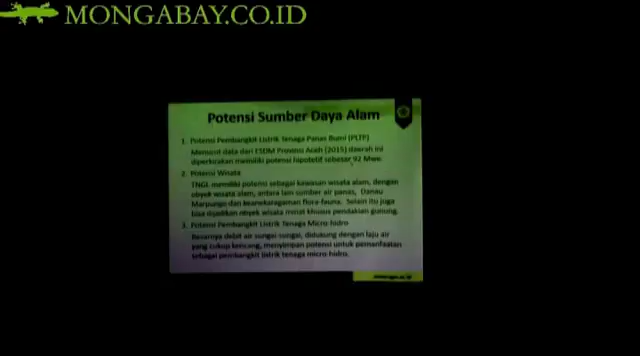 MONGABAY.CO.ID
Potensi Sumber Daya Alam
1. Potensi Pembangkit Listrik Tenaga Panas Bumi (PLTP)
Menurut data dari ESDM Provinsi Aceh (2015) daerah ini
diperkirakan memiliki potensi hipotetif sebesar 92 Mwe.
2. Potensi Wisata
TNGL memiliki potensi sebagai kawasan wisata alam, dengan
obyek wisata alam, antara lain sumber air panas, Danau
Marpunga dan keanekaragaman flora-fauna. Selain itu juga
bisa dijadikan obyek wisata minat khusus pendakian gunung.
3. Potensi Pembangkit Listrik Tenaga Micro hidro
Besarnya debit air sungai-sungai, didukung dengan laju air
yang cukup kencang, menyimpan potensi untuk pemanfaatan
sebagai pembangkit listrik tenaga micro hidro.